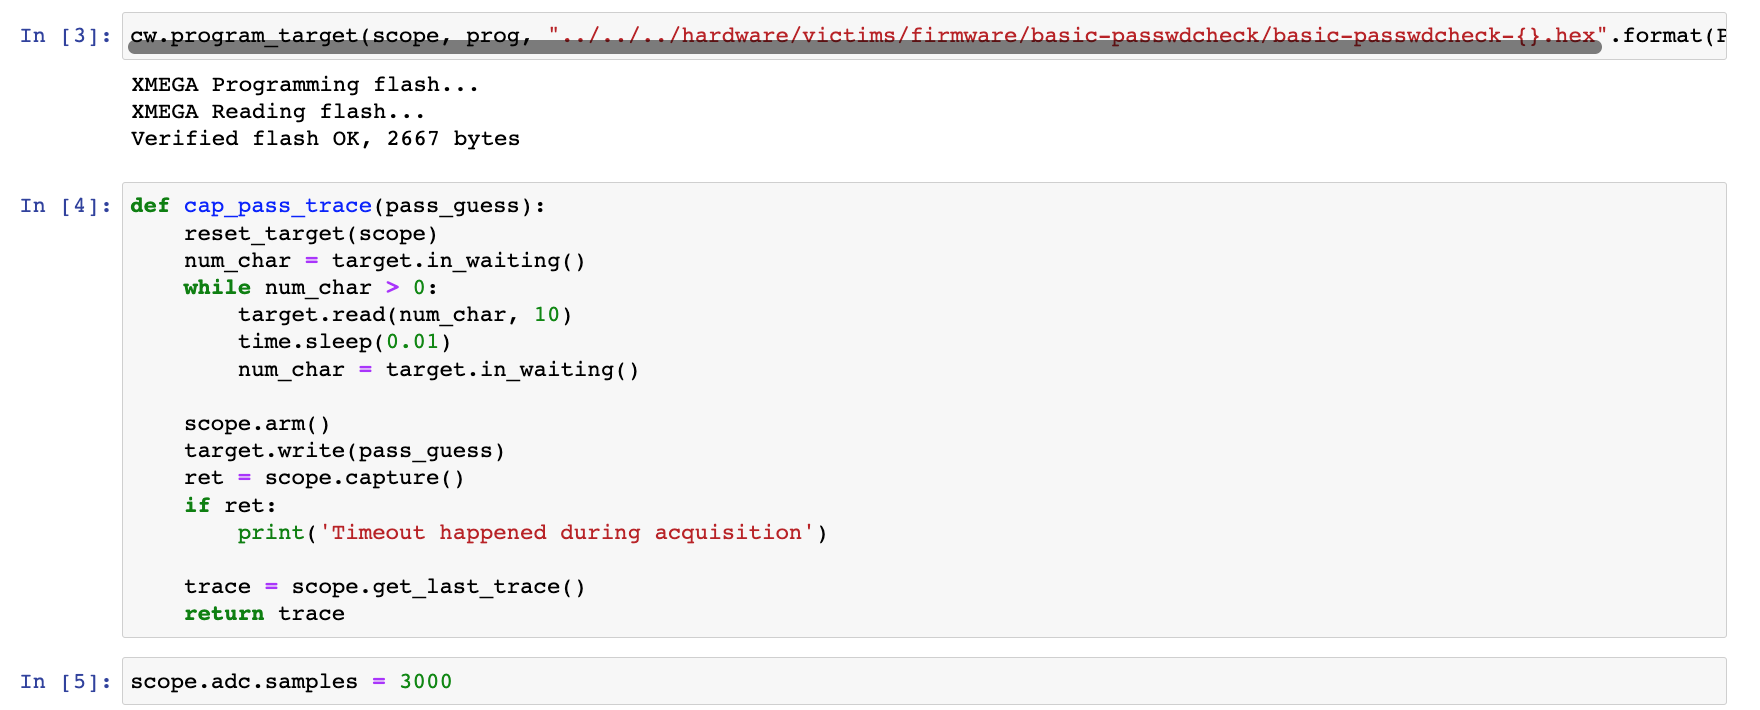 In [3]: cw.program_target(scope, prog, "../../../hardware/victims/firmware/basic-passwdcheck/basic-passwdcheck-{}.hex".format(P
XMEGA Programming flash...
XMEGA Reading flash...
Verified flash OK, 2667 bytes
In [4]: def cap_pass_trace(pass_guess):
    reset_target(scope)
    num_char = target.in_waiting()
    while num_char > 0:
        target.read(num_char, 10)
        time.sleep(0.01)
        num_char = target.in_waiting()
    scope.arm()
    target.write(pass_guess)
    ret = scope.capture()
    if ret:
        print('Timeout happened during acquisition')
    trace = scope.get_last_trace()
    return trace
In [5]: scope.adc.samples = 3000